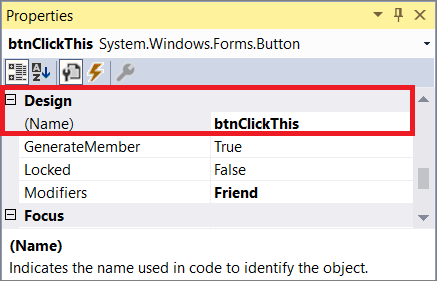 Properties
btnClickThis System.Windows.Forms.Button
Design
(Name) btnClickThis
GenerateMember True
Locked False
Modifiers Friend
Focus
(Name)
Indicates the name used in code to identify the object.